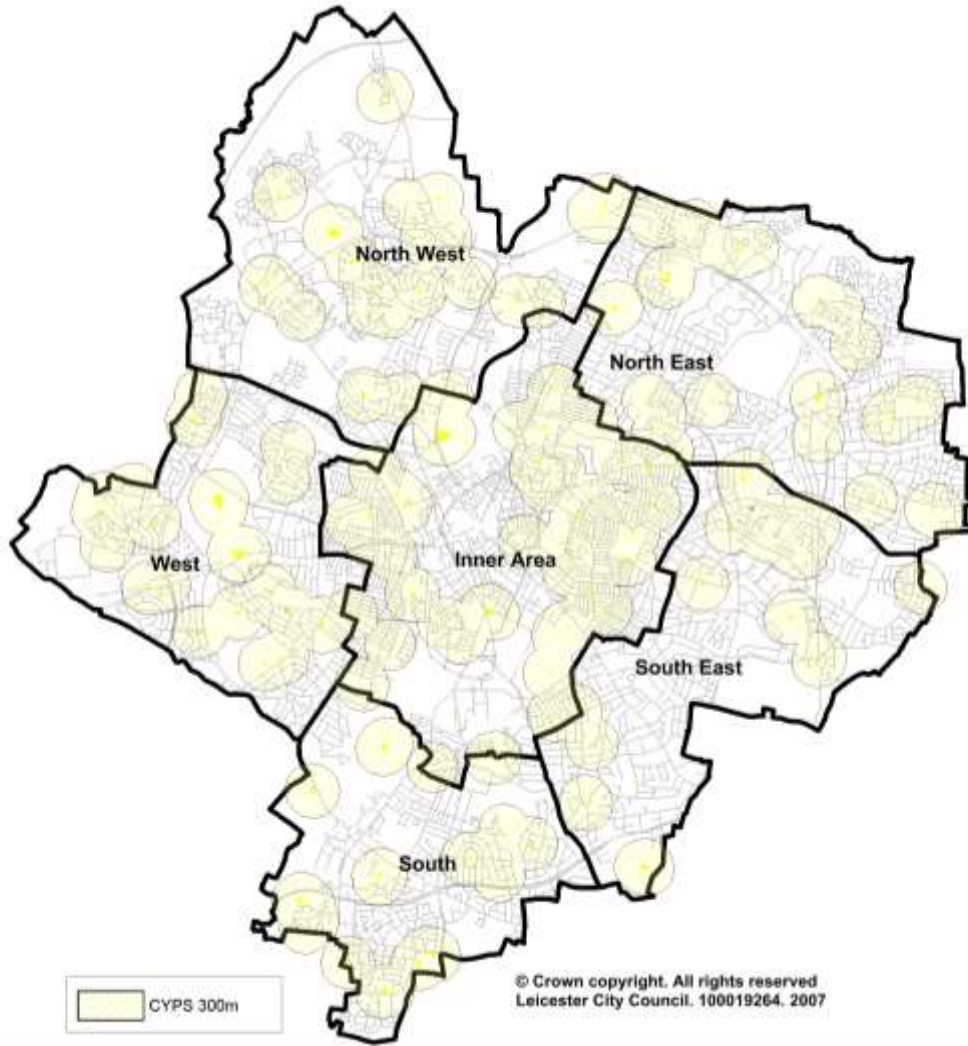 North West
North East
West
Inner Area
South East
South
CYPS 300m
© Crown copyright. All rights reserved
Leicester City Council. 100019264. 2007